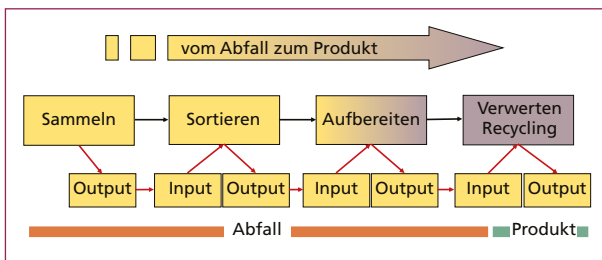 vom Abfall zum Produkt
Sammeln
Sortieren
Aufbereiten
Verwerten
Recycling
Output
Input
Output
Input
Output
Input
Output
Abfall
Produkt